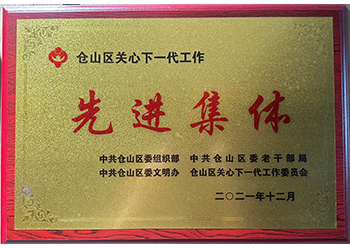 仓山区关心下一代工作
先进集体
中共仓山区委组织部 中共仓山区委老干部局
中共仓山区委文明办 仓山区关心下一代工作委员会
二〇二一年十二月